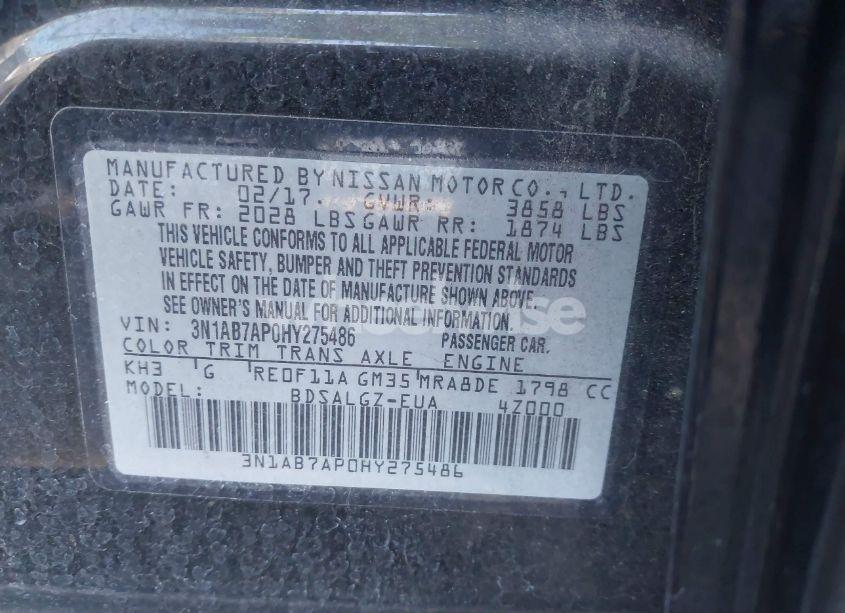 MANUFACTURED BY NISSAN MOTOR CO., LTD.
DATE: 02/17. GVWR: 3858 LBS
GAWR FR: 2028 LBS GAWR RR: 1874 LBS
THIS VEHICLE CONFORMS TO ALL APPLICABLE FEDERAL MOTOR
VEHICLE SAFETY, BUMPER AND THEFT PREVENTION STANDARDS
IN EFFECT ON THE DATE OF MANUFACTURE SHOWN ABOVE.
SEE OWNER'S MANUAL FOR ADDITIONAL INFORMATION.
VIN: 3N1AB7AP0HY275486 PASSENGER CAR.
COLOR TRIM TRANS AXLE ENGINE
KH3 G RE0F11A GM35 MRA8DE 1798 CC
MODEL: BDSALGZ-EUA 4Z000
3N1AB7AP0HY275486